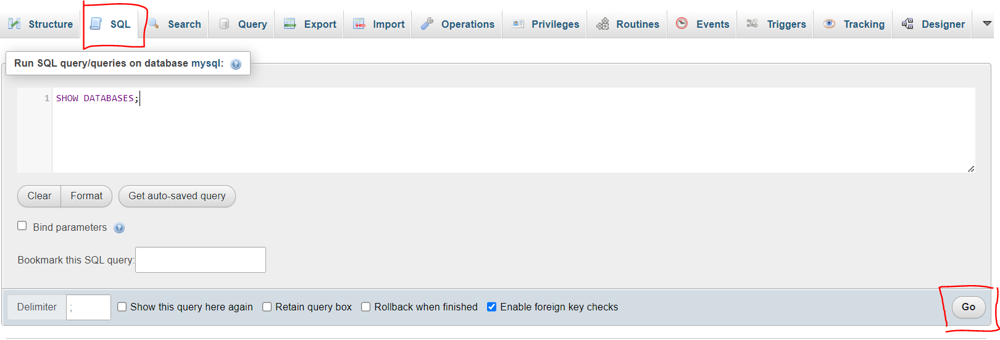 Structure SQL Search Query Export Import Operations Privileges Routines Events Triggers Tracking Designer
Run SQL query/queries on database mysql:
1 SHOW DATABASES;
Clear Format Get auto-saved query
Bind parameters
Bookmark this SQL query:
Delimiter ; Show this query here again Retain query box Rollback when finished Enable foreign key checks Go